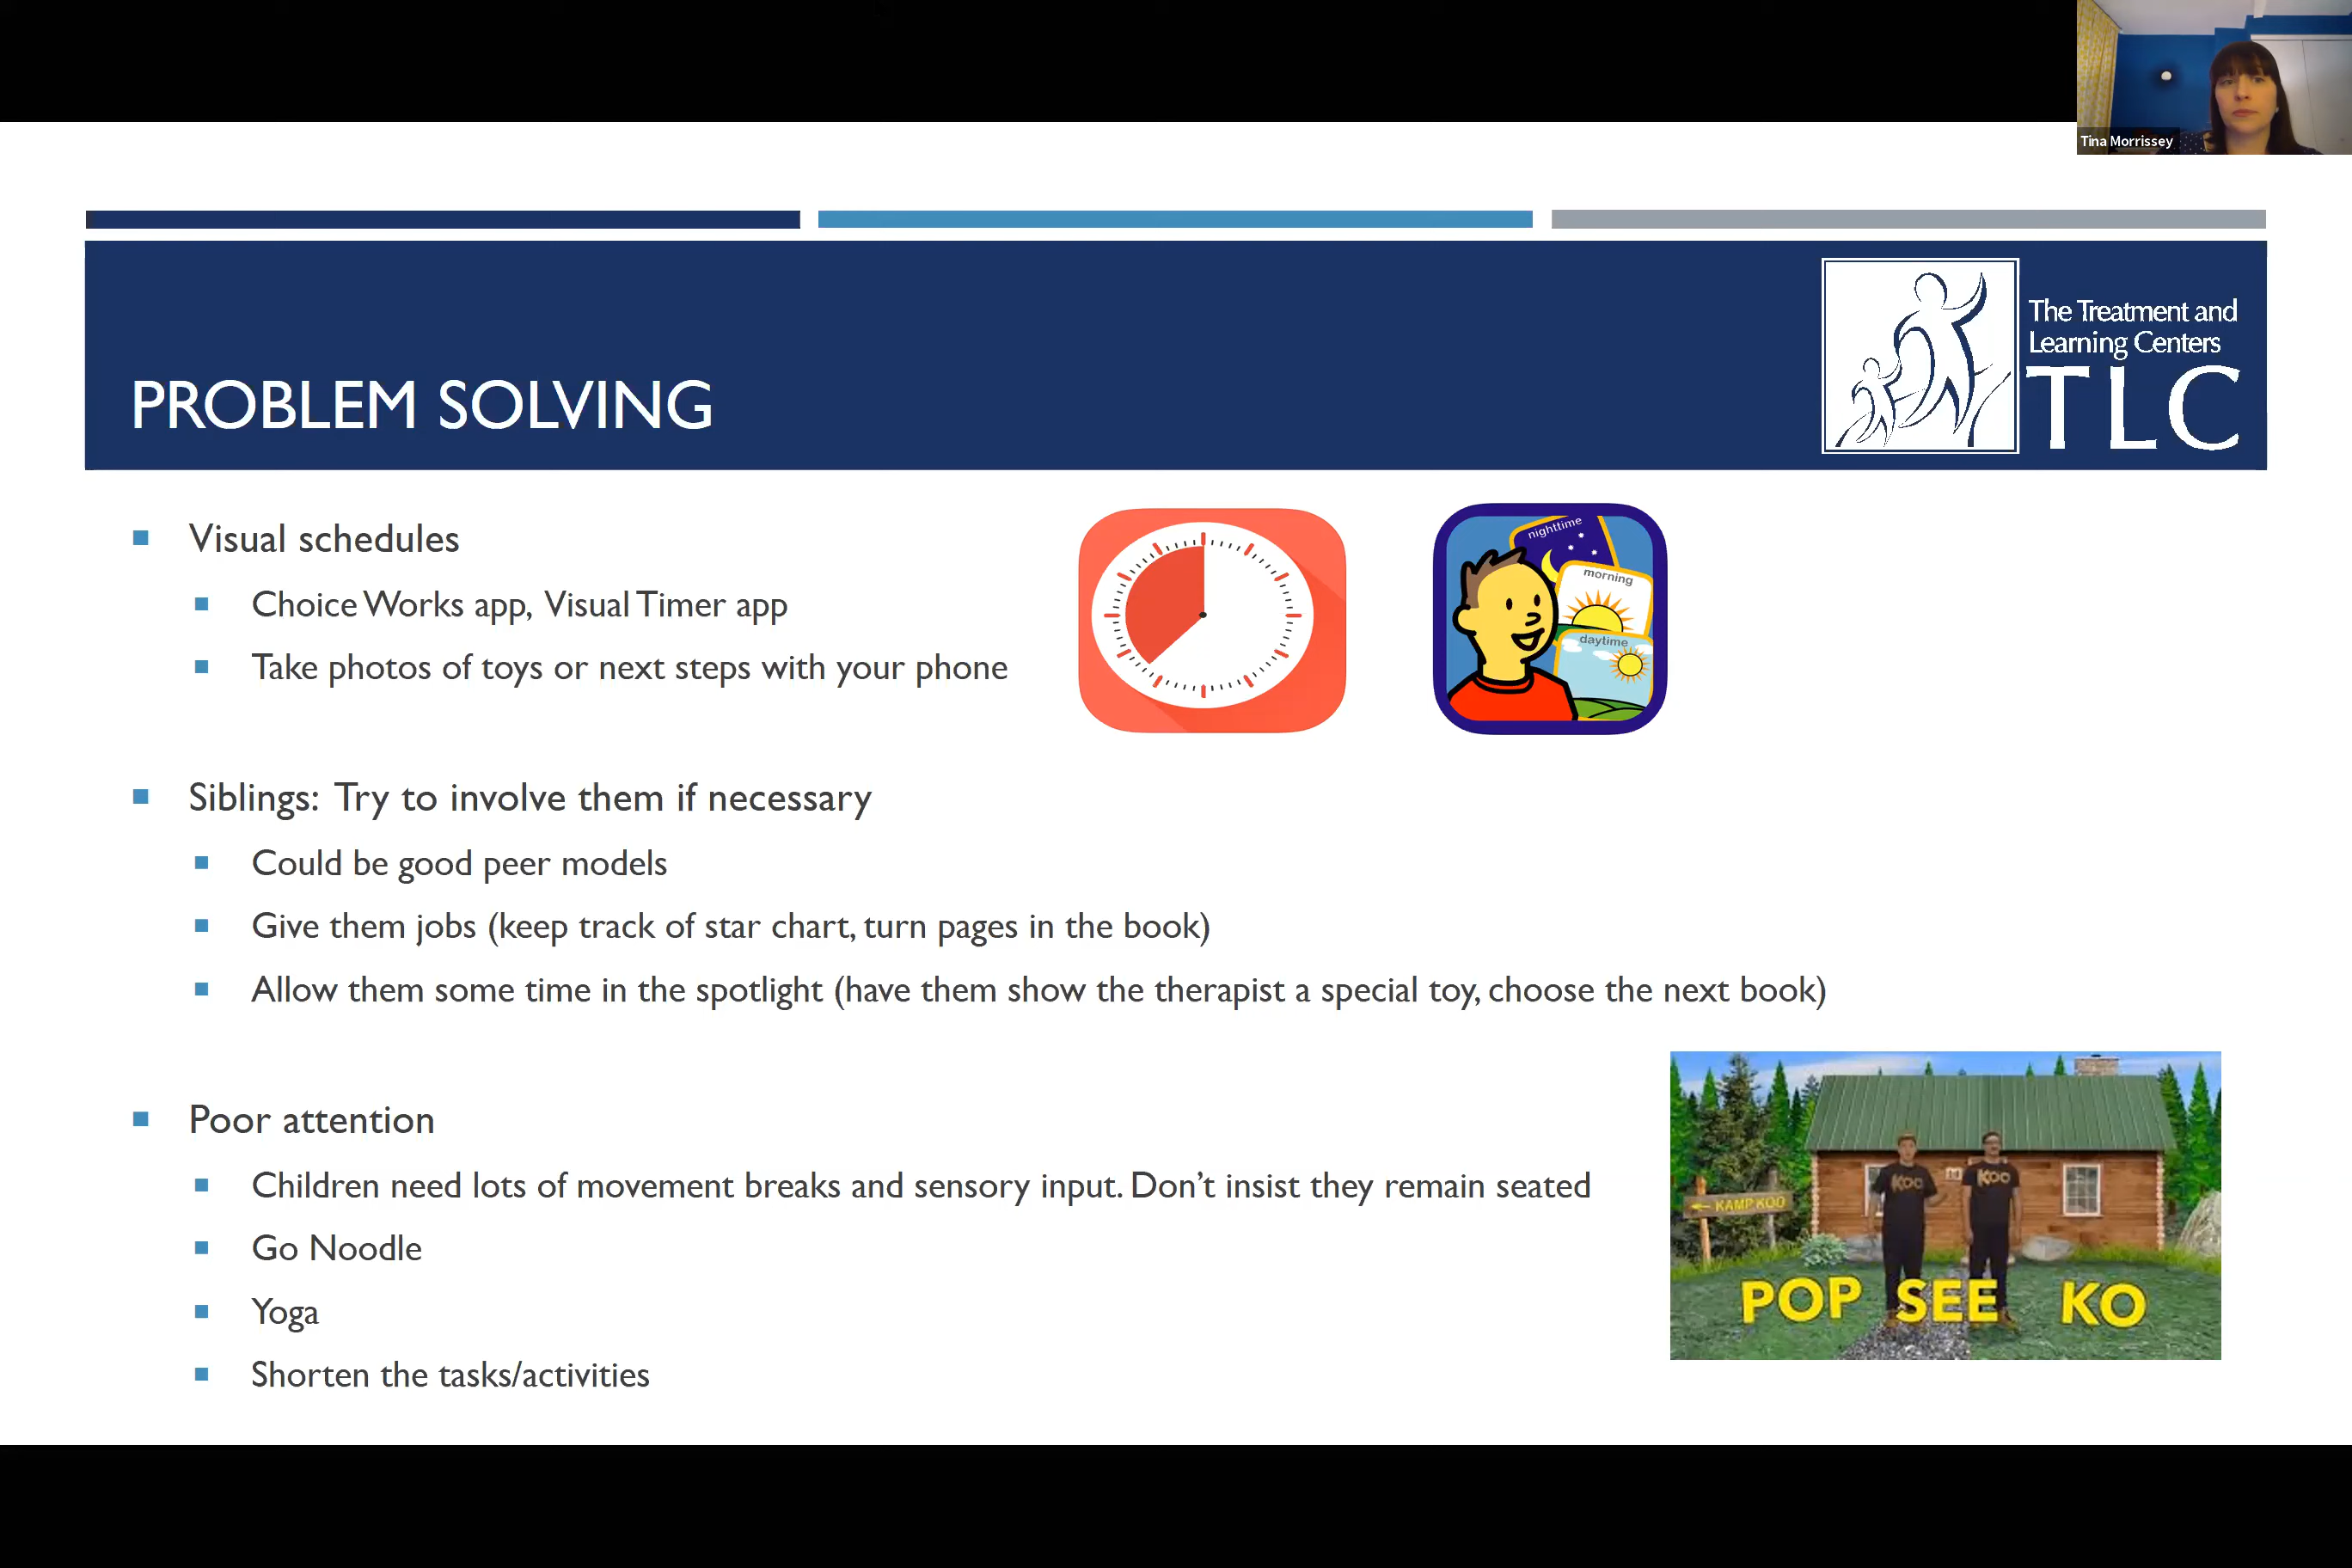 Tina Morrissey
The Treatment and
Learning Centers
TLC
PROBLEM SOLVING
Visual schedules
Choice Works app, Visual Timer app
Take photos of toys or next steps with your phone
nighttime
morning
daytime
Siblings: Try to involve them if necessary
Could be good peer models
Give them jobs (keep track of star chart, turn pages in the book)
Allow them some time in the spotlight (have them show the therapist a special toy, choose the next book)
Poor attention
Children need lots of movement breaks and sensory input. Don't insist they remain seated
Go Noodle
Yoga
Shorten the tasks/activities
KOO KOO
KAMP KOO
POP SEE KO